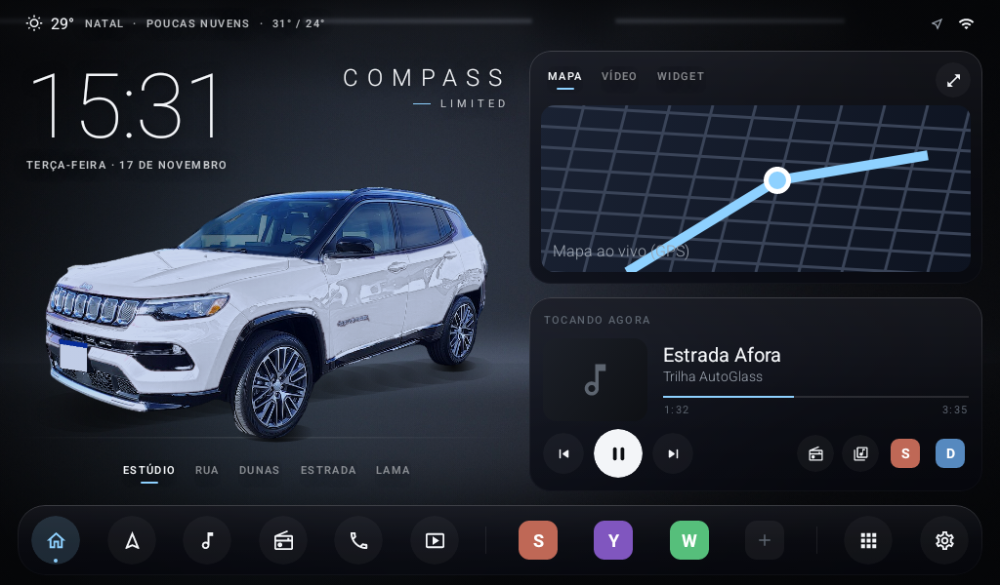 29° NATAL · POUCAS NUVENS · 31° / 24°
15:31
TERÇA-FEIRA · 17 DE NOVEMBRO
COMPASS
LIMITED
ESTÚDIO RUA DUNAS ESTRADA LAMA
MAPA VÍDEO WIDGET
Mapa ao vivo (GPS)
TOCANDO AGORA
Estrada Afora
Trilha AutoGlass
1:32 3:35
S D
S Y W +